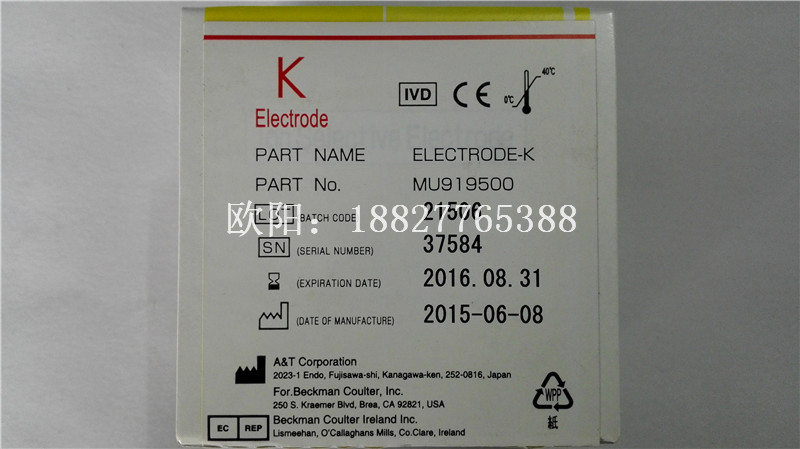 K
Electrode
IVD CE 0℃ 40℃
PART NAME ELECTRODE-K
PART No. MU919500
LOT BATCH CODE 21506
欧阳：18827765388
SN (SERIAL NUMBER) 37584
(EXPIRATION DATE) 2016.08.31
(DATE OF MANUFACTURE) 2015-06-08
A&T Corporation
2023-1 Endo, Fujisawa-shi, Kanagawa-ken, 252-0816, Japan
For.Beckman Coulter, Inc.
250 S. Kraemer Blvd, Brea, CA 92821, USA
EC REP Beckman Coulter Ireland Inc.
Lismeehan, O'Callaghans Mills, Co.Clare, Ireland
WPP
紙